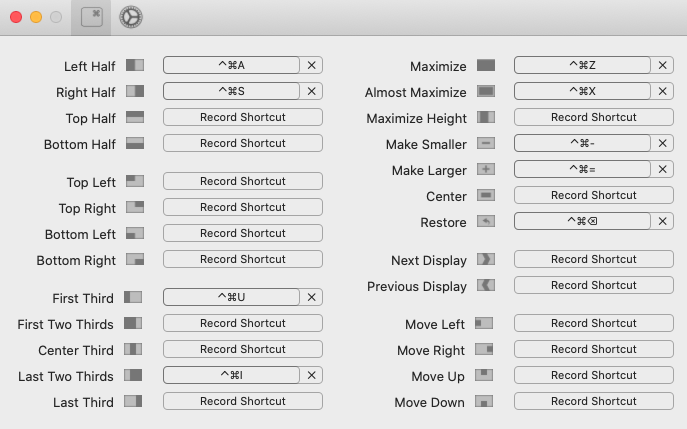 Left Half ^⌘A ×
Right Half ^⌘S ×
Top Half Record Shortcut
Bottom Half Record Shortcut
Top Left Record Shortcut
Top Right Record Shortcut
Bottom Left Record Shortcut
Bottom Right Record Shortcut
First Third ^⌘U ×
First Two Thirds Record Shortcut
Center Third Record Shortcut
Last Two Thirds ^⌘I ×
Last Third Record Shortcut
Maximize ^⌘Z ×
Almost Maximize ^⌘X ×
Maximize Height Record Shortcut
Make Smaller ^⌘- ×
Make Larger ^⌘= ×
Center Record Shortcut
Restore ^⌘⌫ ×
Next Display Record Shortcut
Previous Display Record Shortcut
Move Left Record Shortcut
Move Right Record Shortcut
Move Up Record Shortcut
Move Down Record Shortcut